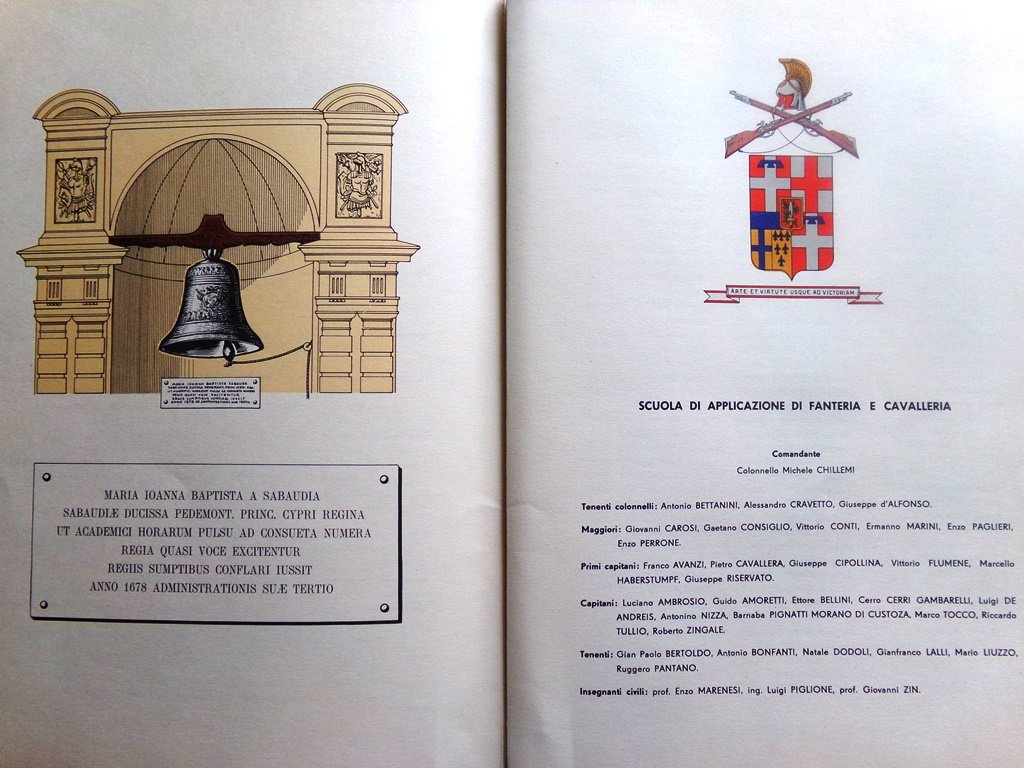 MARIA IOANNA BAPTISTA SABAUDA
ANNO 1678
MARIA IOANNA BAPTISTA A SABAUDIA
SABAUDIÆ DUCISSA PEDEMONT. PRINC. CYPRI REGINA
UT ACADEMICI HORARUM PULSU AD CONSUETA NUMERA
REGIA QUASI VOCE EXCITENTUR
REGIIS SUMPTIBUS CONFLARI IUSSIT
ANNO 1678 ADMINISTRATIONIS SUÆ TERTIO
ARTE ET VIRTUTE USQUE AD VICTORIAM
SCUOLA DI APPLICAZIONE DI FANTERIA E CAVALLERIA
Comandante
Colonnello Michele CHILLEMI
Tenenti colonnelli: Antonio BETTANINI, Alessandro CRAVETTO, Giuseppe d'ALFONSO.
Maggiori: Giovanni CAROSI, Gaetano CONSIGLIO, Vittorio CONTI, Ermanno MARINI, Enzo PAGLIERI,
Enzo PERRONE.
Primi capitani: Franco AVANZI, Pietro CAVALLERA, Giuseppe CIPOLLINA, Vittorio FLUMENE, Marcello
HABERSTUMPF, Giuseppe RISERVATO.
Capitani: Luciano AMBROSIO, Guido AMORETTI, Ettore BELLINI, Cerro CERRI GAMBARELLI, Luigi DE
ANDREIS, Antonino NIZZA, Barnaba PIGNATTI MORANO DI CUSTOZA, Marco TOCCO, Riccardo
TULLIO, Roberto ZINGALE.
Tenenti: Gian Paolo BERTOLDO, Antonio BONFANTI, Natale DODOLI, Gianfranco LALLI, Mario LIUZZO,
Ruggero PANTANO.
Insegnanti civili: prof. Enzo MARENESI, ing. Luigi PIGLIONE, prof. Giovanni ZIN.